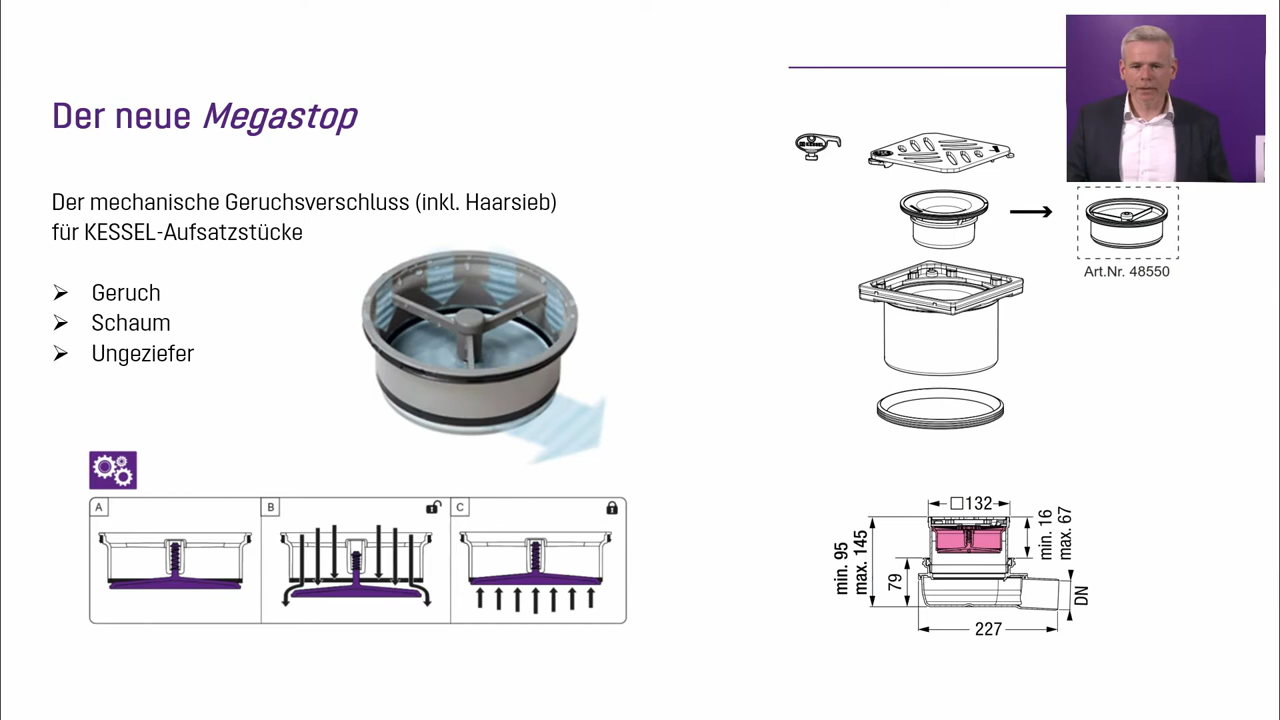 Der neue Megastop
Der mechanische Geruchsverschluss (inkl. Haarsieb)
für KESSEL-Aufsatzstücke
Geruch
Schaum
Ungeziefer
A
B
C
KESSEL
Art.Nr. 48550
□132
min. 16
max. 67
min. 95
max. 145
79
DN
227